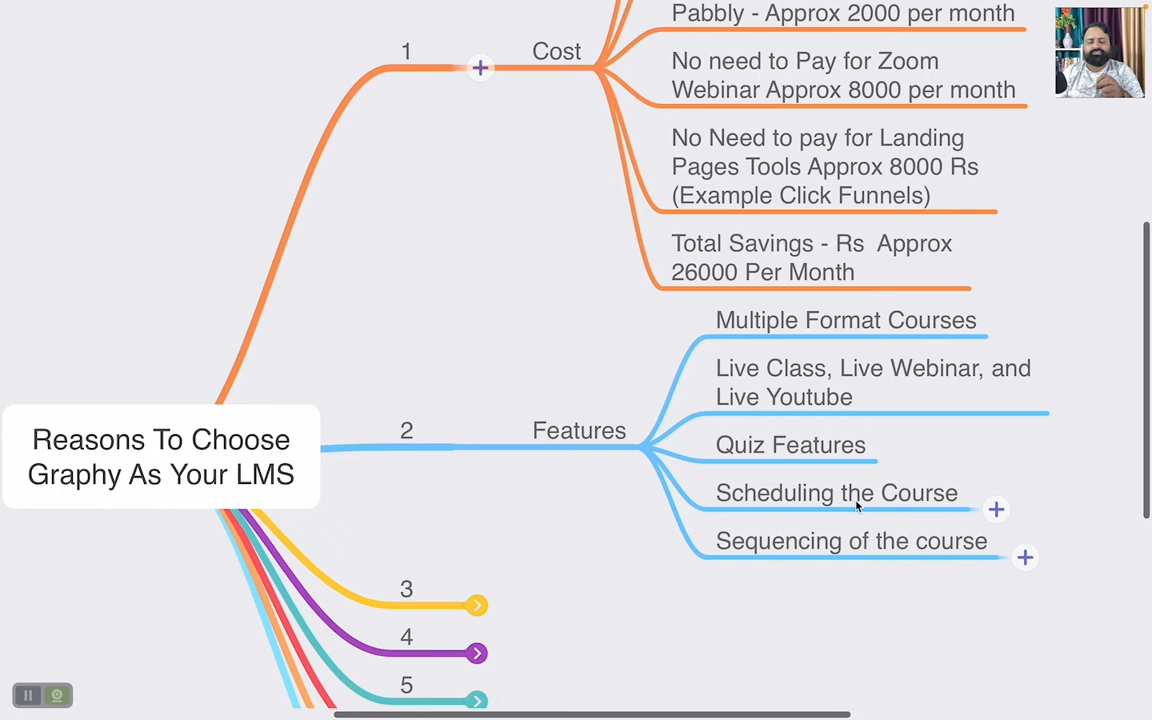 Pabbly - Approx 2000 per month
1
Cost
No need to Pay for Zoom
Webinar Approx 8000 per month
No Need to pay for Landing
Pages Tools Approx 8000 Rs
(Example Click Funnels)
Total Savings - Rs  Approx
26000 Per Month
Reasons To Choose
Graphy As Your LMS
2
Features
Multiple Format Courses
Live Class, Live Webinar, and
Live Youtube
Quiz Features
Scheduling the Course
Sequencing of the course
3
4
5